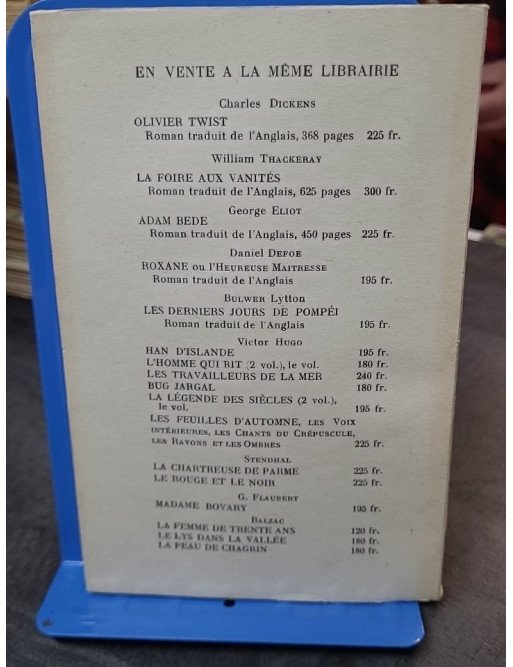 EN VENTE A LA MÊME LIBRAIRIE
Charles DICKENS
OLIVIER TWIST
Roman traduit de l'Anglais, 368 pages 225 fr.
William THACKERAY
LA FOIRE AUX VANITÉS
Roman traduit de l'Anglais, 625 pages 300 fr.
George ELIOT
ADAM BEDE
Roman traduit de l'Anglais, 450 pages 225 fr.
Daniel DEFOE
ROXANE ou l'HEUREUSE MAITRESSE
Roman traduit de l'Anglais 195 fr.
BULWER Lytton
LES DERNIERS JOURS DE POMPÉI
Roman traduit de l'Anglais 195 fr.
Victor HUGO
HAN D'ISLANDE 195 fr.
L'HOMME QUI RIT (2 vol.), le vol. 180 fr.
LES TRAVAILLEURS DE LA MER 240 fr.
BUG JARGAL 180 fr.
LA LÉGENDE DES SIÈCLES (2 vol.),
le vol. 195 fr.
LES FEUILLES D'AUTOMNE, LES VOIX
INTÉRIEURES, LES CHANTS DU CRÉPUSCULE,
LES RAYONS ET LES OMBRES 225 fr.
STENDHAL
LA CHARTREUSE DE PARME 225 fr.
LE ROUGE ET LE NOIR 225 fr.
G. FLAUBERT
MADAME BOVARY 195 fr.
BALZAC
LA FEMME DE TRENTE ANS 120 fr.
LE LYS DANS LA VALLÉE 180 fr.
LA PEAU DE CHAGRIN 180 fr.